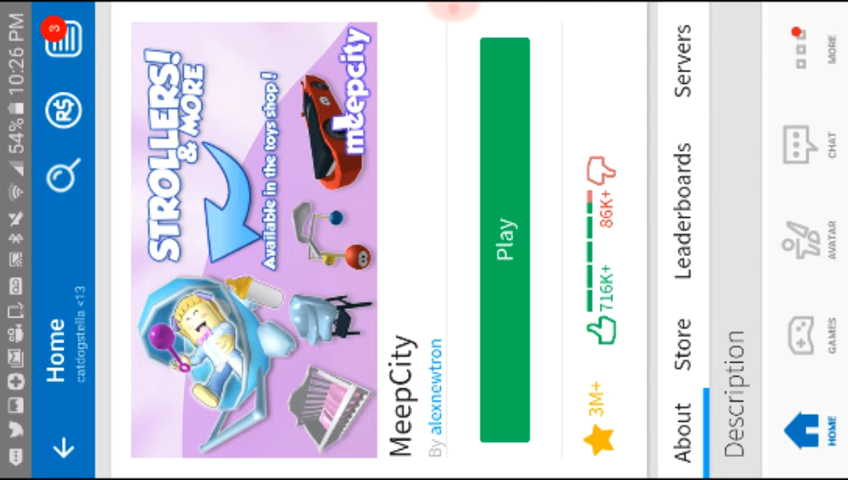 54% 10:26 PM
Home
catdogstella <13
R$
3
STROLLERS!
& MORE
Available in the toys shop!
meepcity
MeepCity
By alexnewtron
Play
3M+
716K+
86K+
About
Store
Leaderboards
Servers
Description
HOME
GAMES
AVATAR
CHAT
MORE